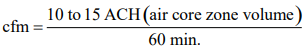 cfm = 10 to 15 ACH (air core zone volume) / 60 min.